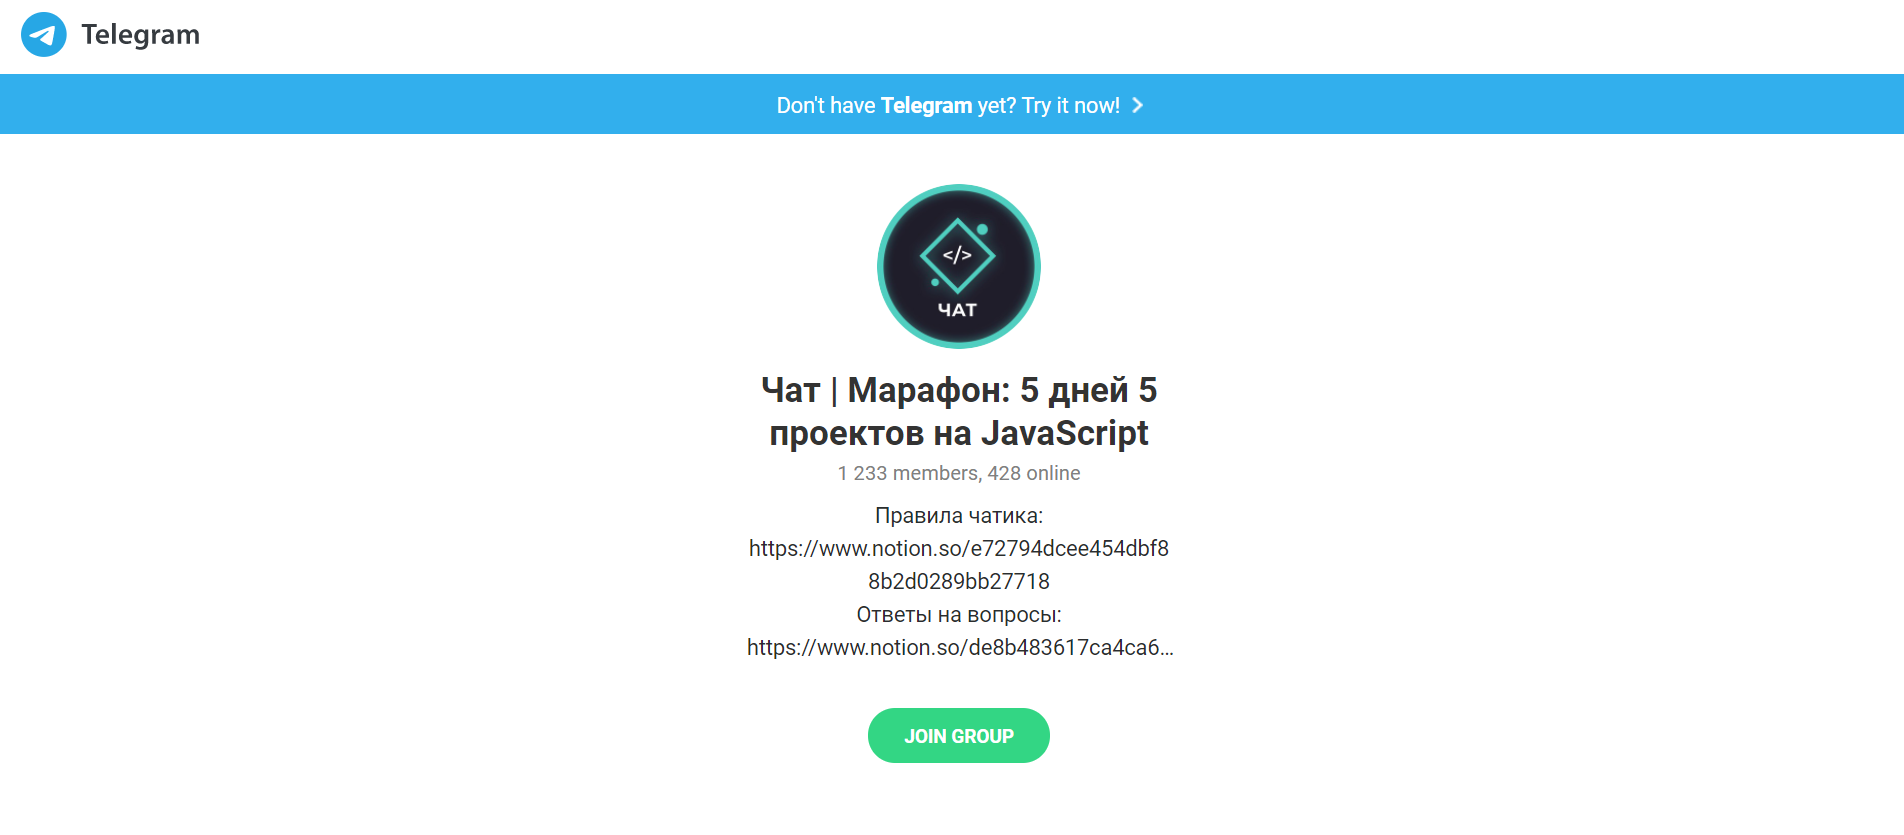 Telegram
Don't have Telegram yet? Try it now!
</>
ЧАТ
Чат | Марафон: 5 дней 5
проектов на JavaScript
1 233 members, 428 online
Правила чатика:
https://www.notion.so/e72794dcee454dbf8
8b2d0289bb27718
Ответы на вопросы:
https://www.notion.so/de8b483617ca4ca6...
JOIN GROUP